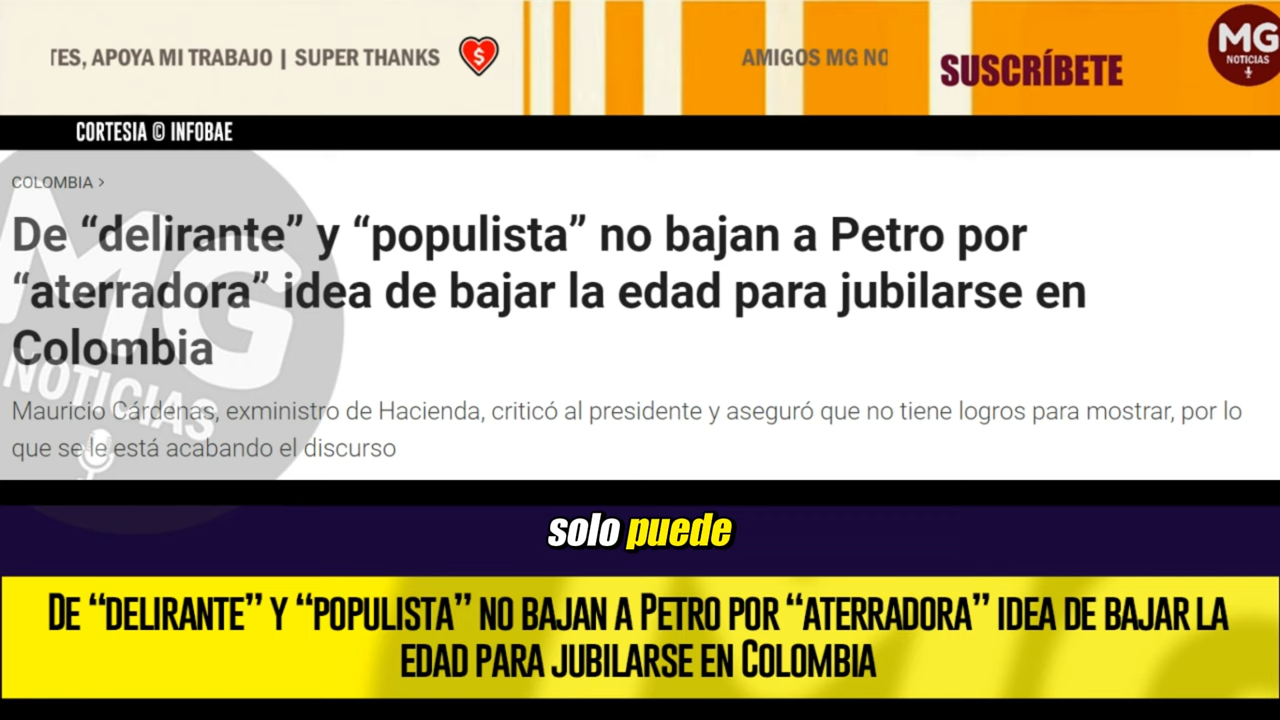 TES, APOYA MI TRABAJO | SUPER THANKS
AMIGOS MG NO
SUSCRÍBETE
MG
NOTICIAS
CORTESIA © INFOBAE
COLOMBIA >
De “delirante” y “populista” no bajan a Petro por
“aterradora” idea de bajar la edad para jubilarse en
Colombia
MG
NOTICIAS
Mauricio Cárdenas, exministro de Hacienda, criticó al presidente y aseguró que no tiene logros para mostrar, por lo
que se le está acabando el discurso
solo puede
DE “DELIRANTE” Y “POPULISTA” NO BAJAN A PETRO POR “ATERRADORA” IDEA DE BAJAR LA
EDAD PARA JUBILARSE EN COLOMBIA